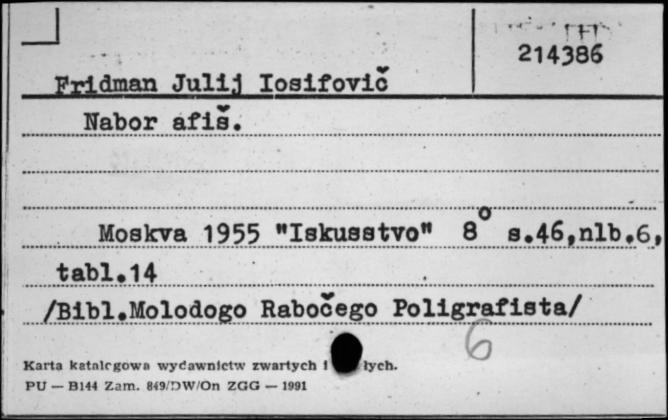 214386
Fridman Julij Iosifovič
Nabor afiš.
Moskva 1955 "Iskusstvo" 8° s.46,nlb.6,
tabl.14
/Bibl.Molodogo Rabočego Poligrafista/
6
Karta katalogowa wydawnictw zwartych i łych.
PU — B144 Zam. 849/DW/On ZGG — 1991